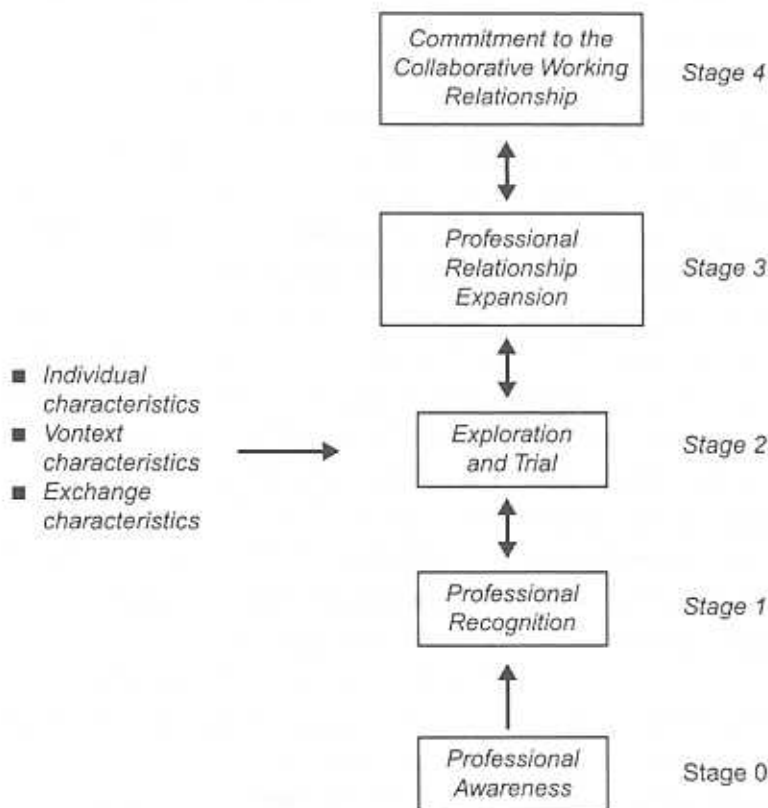 Commitment to the
Collaborative Working
Relationship
Stage 4
Professional
Relationship
Expansion
Stage 3
■ Individual
characteristics
■ Vontext
characteristics
■ Exchange
characteristics
Exploration
and Trial
Stage 2
Professional
Recognition
Stage 1
Professional
Awareness
Stage 0